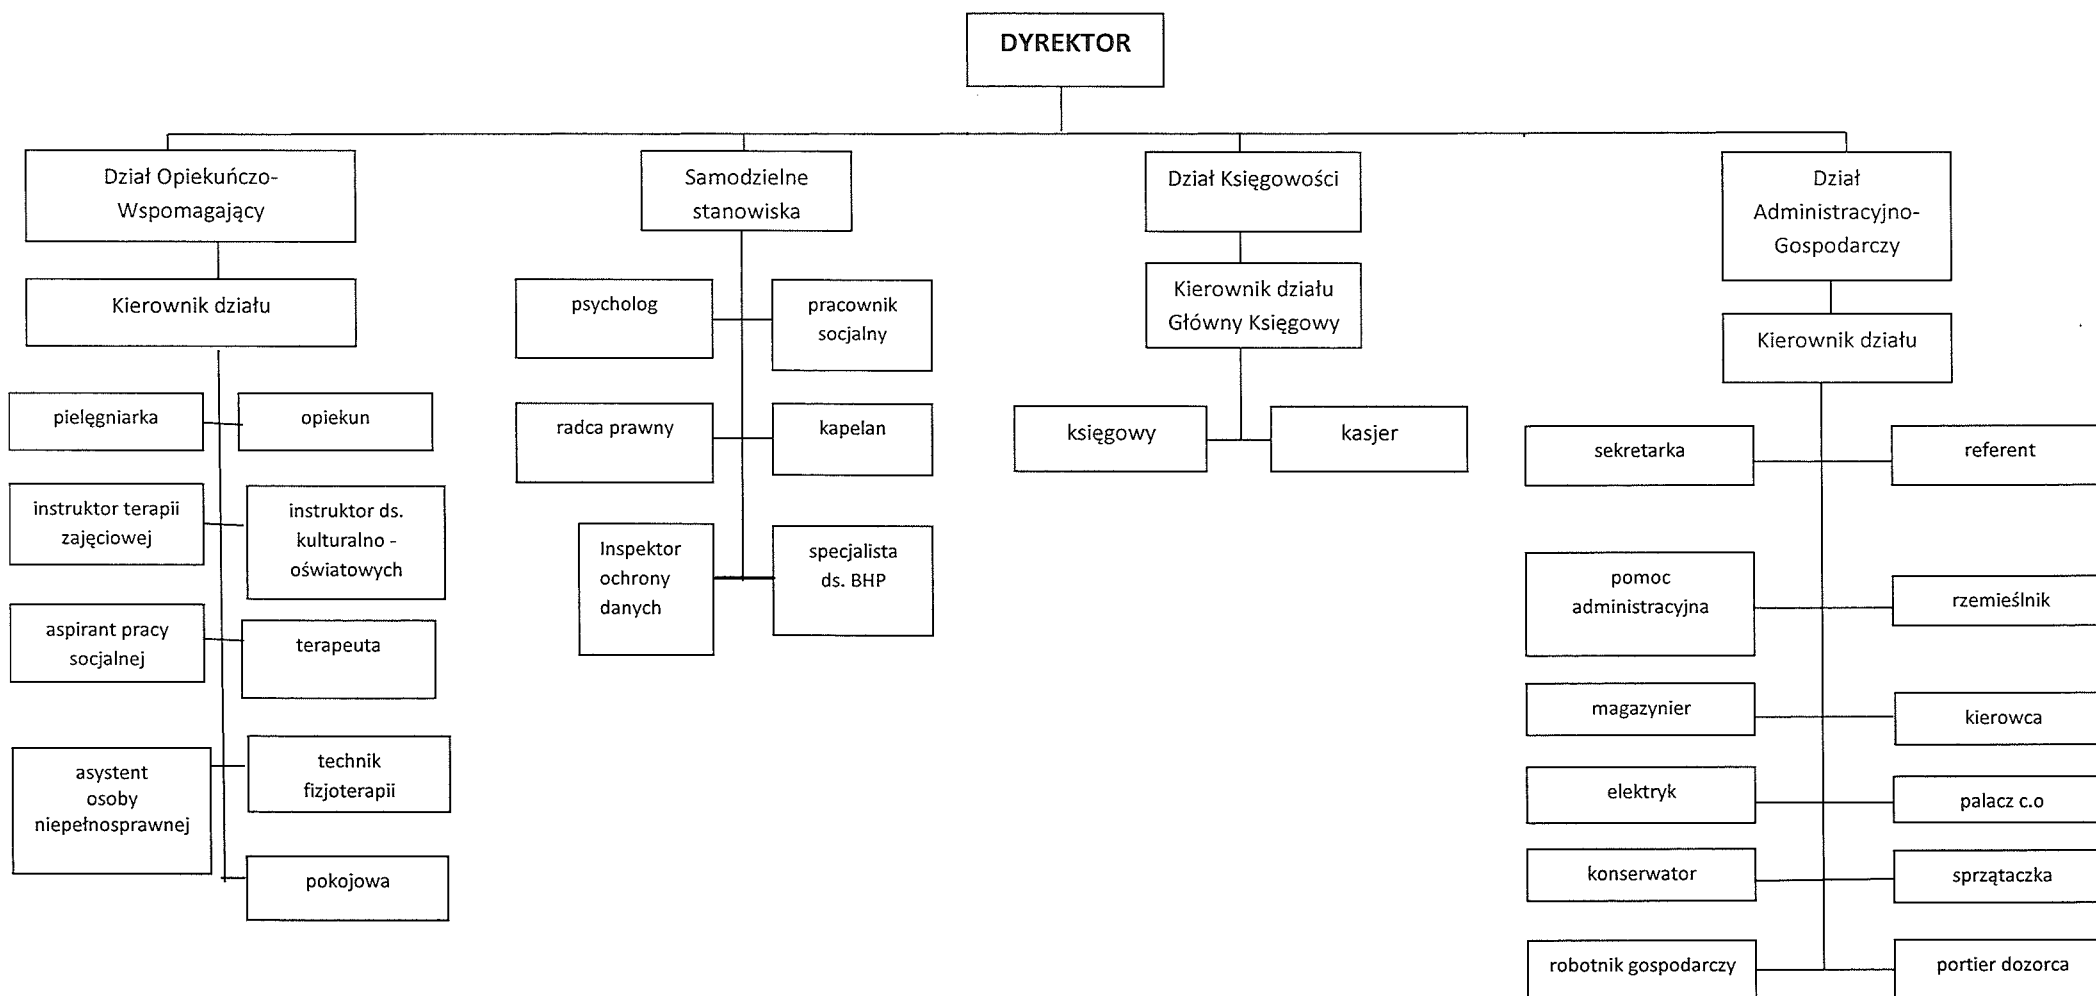 DYREKTOR
Dział Opiekuńczo-
Wspomagający
Samodzielne
stanowiska
Dział Księgowości
Dział
Administracyjno-
Gospodarczy
Kierownik działu
psycholog
pracownik
socjalny
Kierownik działu
Główny Księgowy
Kierownik działu
pielęgniarka
opiekun
radca prawny
kapelan
księgowy
kasjer
sekretarka
referent
instruktor terapii
zajęciowej
instruktor ds.
kulturalno -
oświatowych
Inspektor
ochrony
danych
specjalista
ds. BHP
pomoc
administracyjna
rzemieślnik
aspirant pracy
socjalnej
terapeuta
magazynier
kierowca
asystent
osoby
niepełnosprawnej
technik
fizjoterapii
elektryk
palacz c.o
pokojowa
konserwator
sprzątaczka
robotnik gospodarczy
portier dozorca